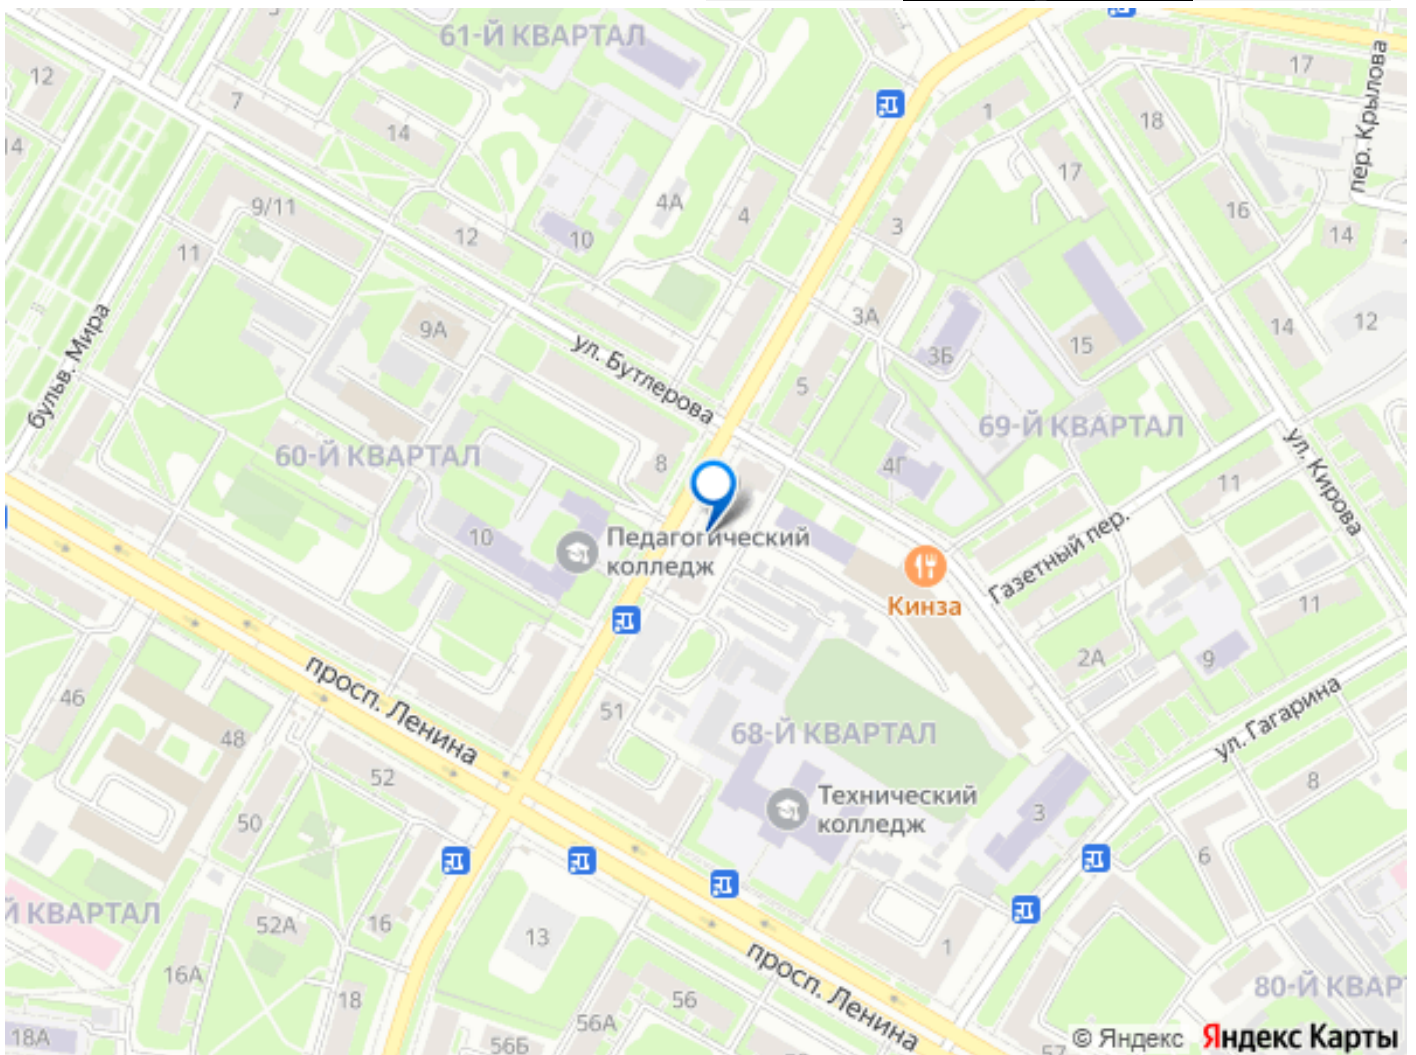 61-Й КВАРТАЛ
12
7
14
14
4А
4
10
12
9/11
11
1
3
17
18
17
пер. Крылова
16
14
14
12
9А
бульв. Мира
ул. Бутлерова
3А
3Б
15
5
69-Й КВАРТАЛ
4Г
60-Й КВАРТАЛ
8
10
Педагогический
колледж
Кинза
Газетный пер.
11
ул. Кирова
11
2А
9
ул. Гагарина
просп. Ленина
46
48
52
50
51
68-Й КВАРТАЛ
Технический
колледж
3
8
6
Й КВАРТАЛ
52А
16
16А
18
18А
13
56
56А
56Б
просп. Ленина
1
80-Й КВАР
57
© Яндекс
Яндекс Карты